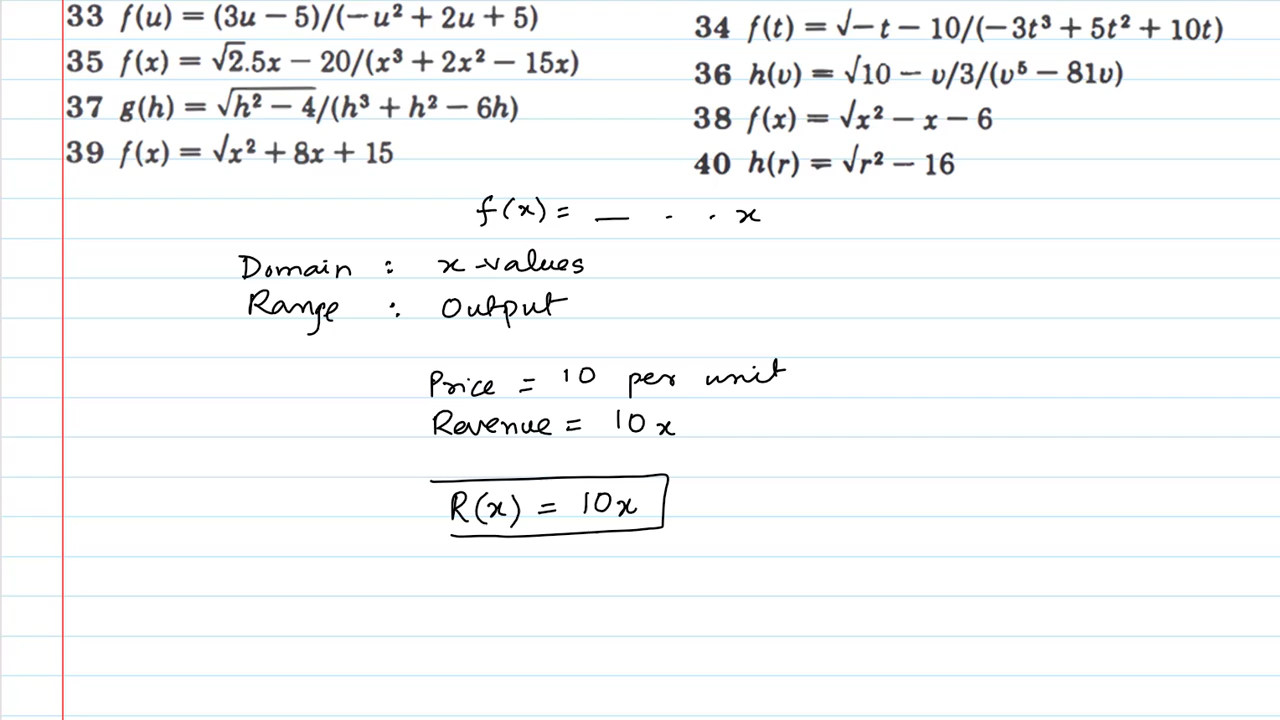 33 f(u) = (3u − 5)/(−u² + 2u + 5)
34 f(t) = √−t − 10/(−3t³ + 5t² + 10t)
35 f(x) = √2.5x − 20/(x³ + 2x² − 15x)
36 h(v) = √10 − v/3/(v⁵ − 81v)
37 g(h) = √h² − 4/(h³ + h² − 6h)
38 f(x) = √x² − x − 6
39 f(x) = √x² + 8x + 15
40 h(r) = √r² − 16
f(x) = — . . x
Domain : x-values
Range : Output
Price = 10 per unit
Revenue = 10x
R(x) = 10x